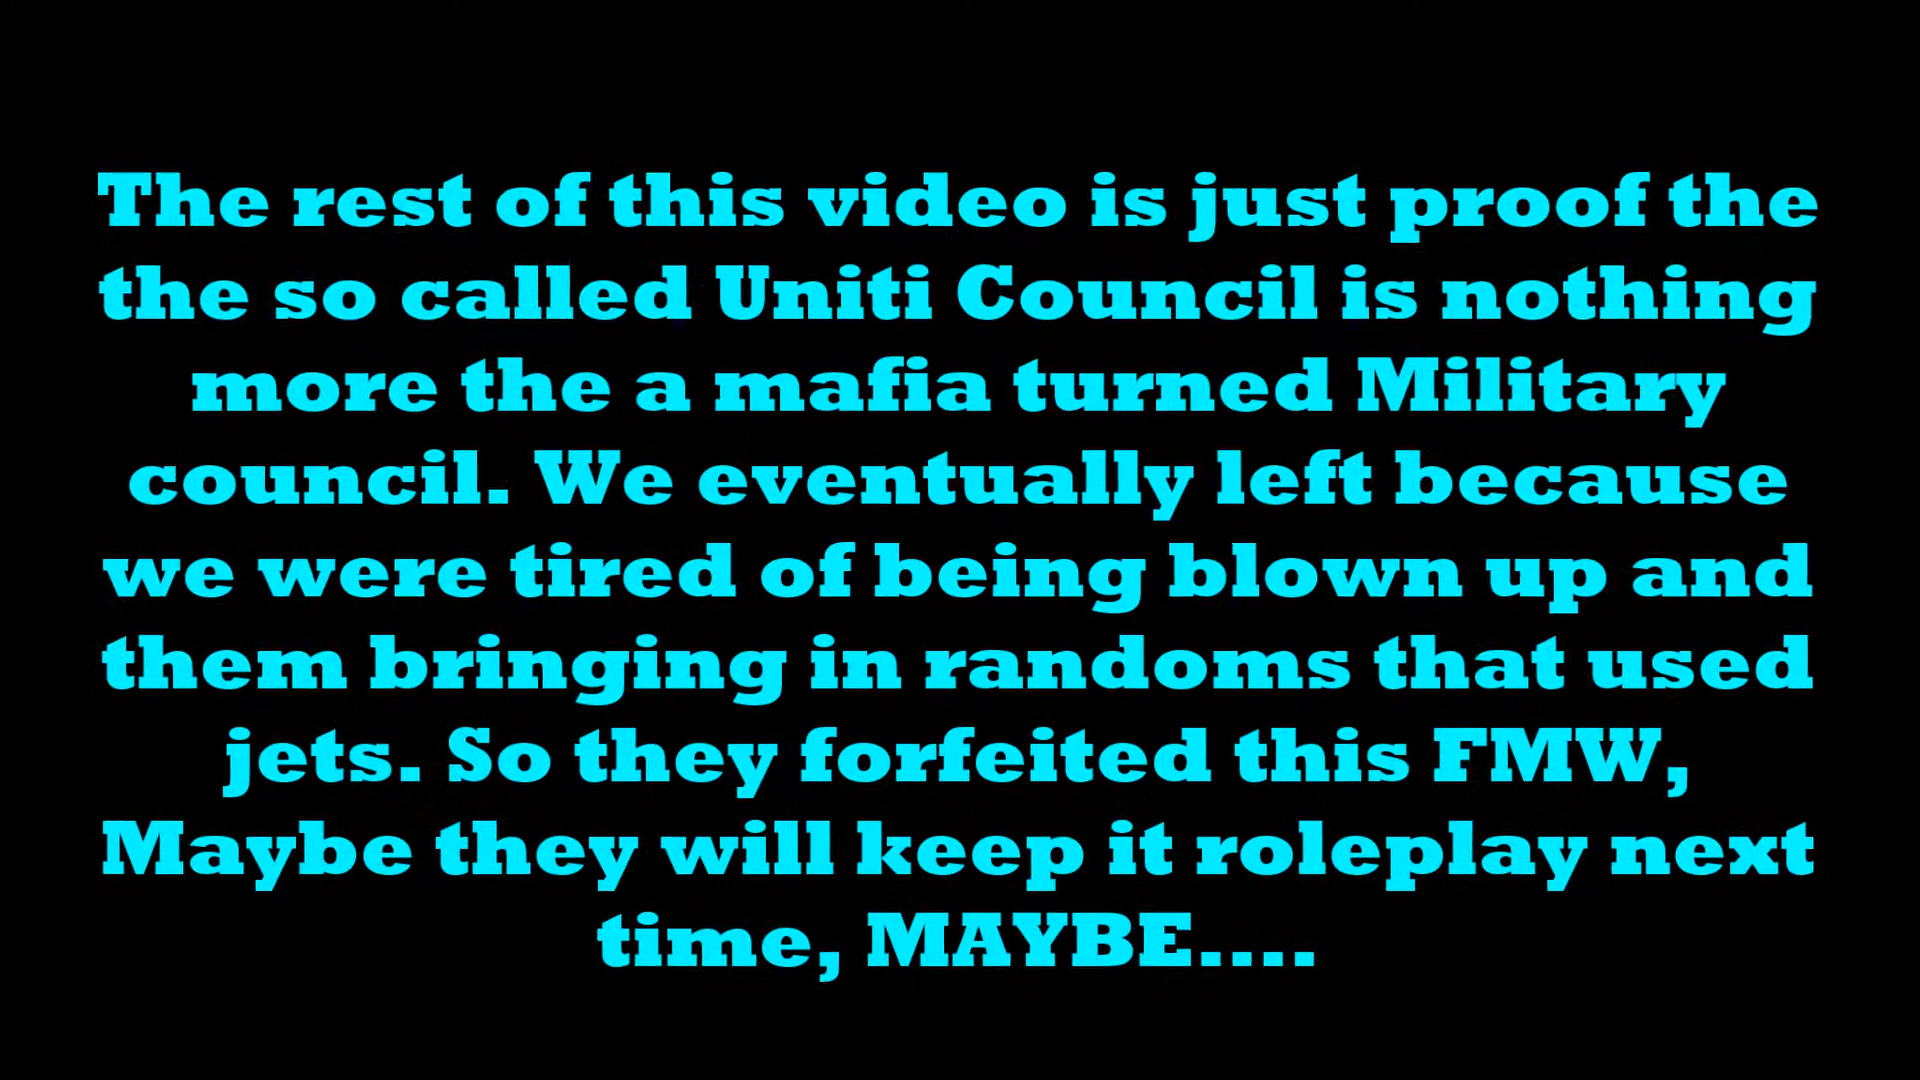 The rest of this video is just proof the
the so called Uniti Council is nothing
more the a mafia turned Military
council. We eventually left because
we were tired of being blown up and
them bringing in randoms that used
jets. So they forfeited this FMW,
Maybe they will keep it roleplay next
time, MAYBE....